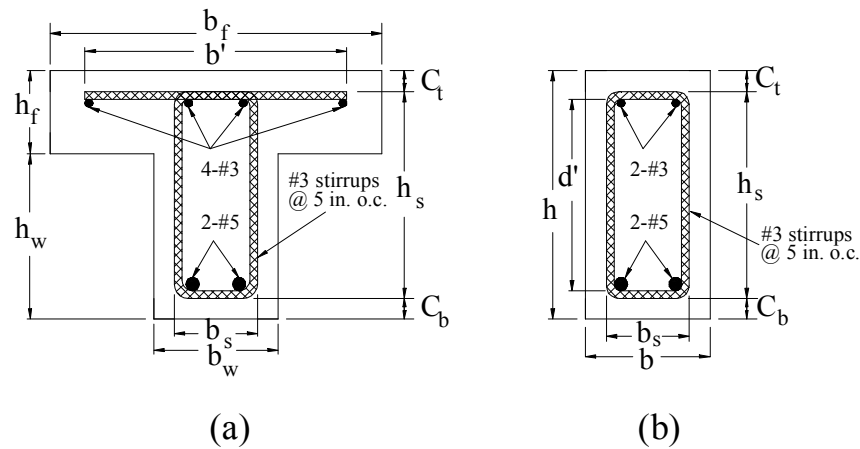 b_f
b'
C_t
h_f
4-#3
#3 stirrups
@ 5 in. o.c.
h_s
h_w
2-#5
C_b
b_s
b_w
(a)
C_t
2-#3
d'
h
h_s
2-#5
#3 stirrups
@ 5 in. o.c.
C_b
b_s
b
(b)